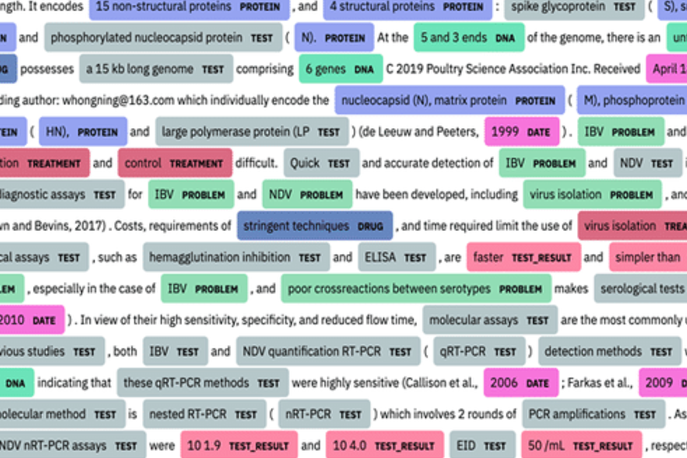 ngth. It encodes 15 non-structural proteins PROTEIN , and 4 structural proteins PROTEIN : spike glycoprotein TEST ( S), s
N and phosphorylated nucleocapsid protein TEST ( N). PROTEIN At the 5 and 3 ends DNA of the genome, there is an un
UG possesses a 15 kb long genome TEST comprising 6 genes DNA C 2019 Poultry Science Association Inc. Received April 1
ding author: whongning@163.com which individually encode the nucleocapsid (N), matrix protein PROTEIN ( M), phosphoprotein
TEIN ( HN), PROTEIN and large polymerase protein (LP TEST ) (de Leeuw and Peeters, 1999 DATE ) . IBV PROBLEM and
tion TREATMENT and control TREATMENT difficult. Quick TEST and accurate detection of IBV PROBLEM and NDV TEST i
diagnostic assays TEST for IBV PROBLEM and NDV PROBLEM have been developed, including virus isolation PROBLEM , an
wn and Bevins, 2017) . Costs, requirements of stringent techniques DRUG , and time required limit the use of virus isolation TREA
cal assays TEST , such as hemagglutination inhibition TEST and ELISA TEST , are faster TEST_RESULT and simpler than
LEM , especially in the case of IBV PROBLEM , and poor crossreactions between serotypes PROBLEM makes serological tests
2010 DATE ) . In view of their high sensitivity, specificity, and reduced flow time, molecular assays TEST are the most commonly u
vious studies TEST , both IBV TEST and NDV quantification RT-PCR TEST ( qRT-PCR TEST ) detection methods TEST
DNA indicating that these qRT-PCR methods TEST were highly sensitive (Callison et al., 2006 DATE ; Farkas et al., 2009 D
molecular method TEST is nested RT-PCR TEST ( nRT-PCR TEST ) which involves 2 rounds of PCR amplifications TEST . As
NDV nRT-PCR assays TEST were 10 1.9 TEST_RESULT and 10 4.0 TEST_RESULT EID TEST 50 /mL TEST_RESULT , respec